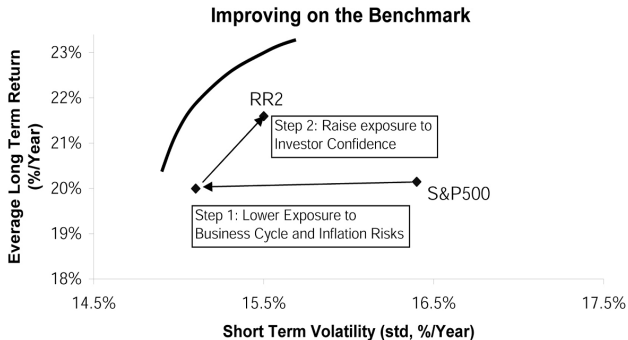 Improving on the Benchmark
Everage Long Term Return
(%/Year)
23%
22%
21%
20%
19%
18%
RR2
Step 2: Raise exposure to
Investor Confidence
S&P500
Step 1: Lower Exposure to
Business Cycle and Inflation Risks
14.5%
15.5%
16.5%
17.5%
Short Term Volatility (std, %/Year)